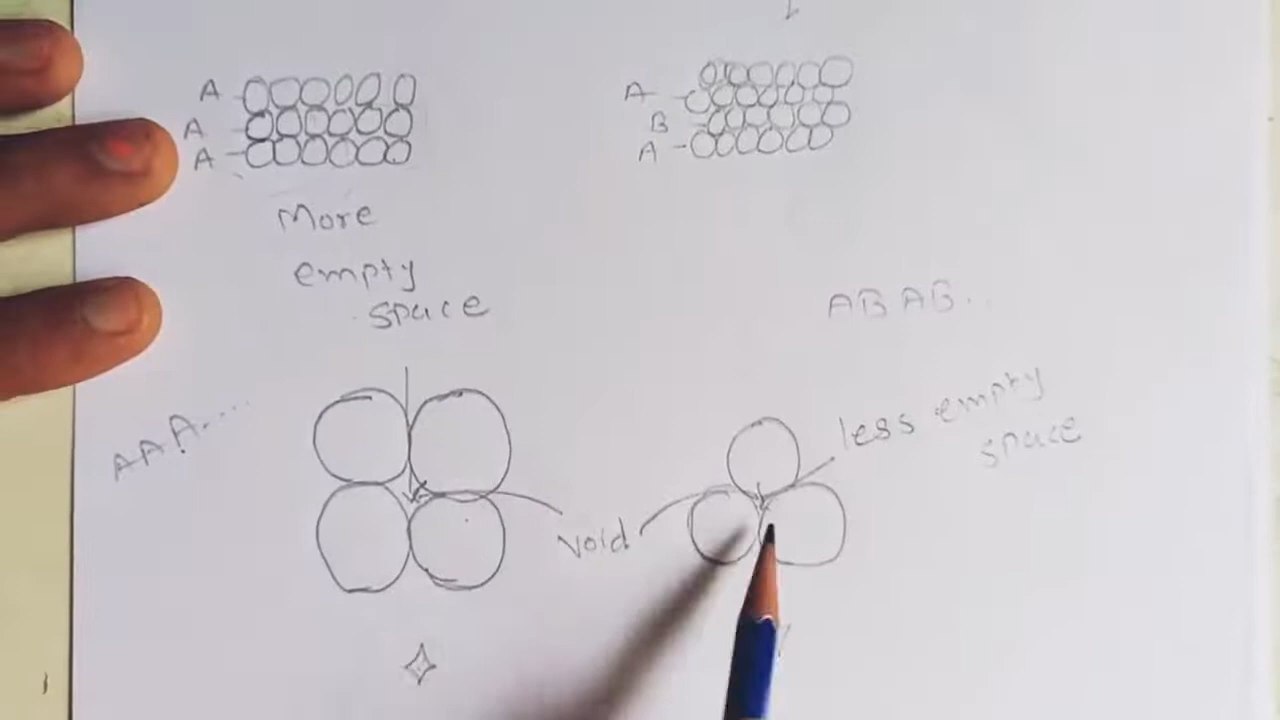 A
A
A
More
empty
space
A
B
A
ABAB..
AAA....
void
less empty
space